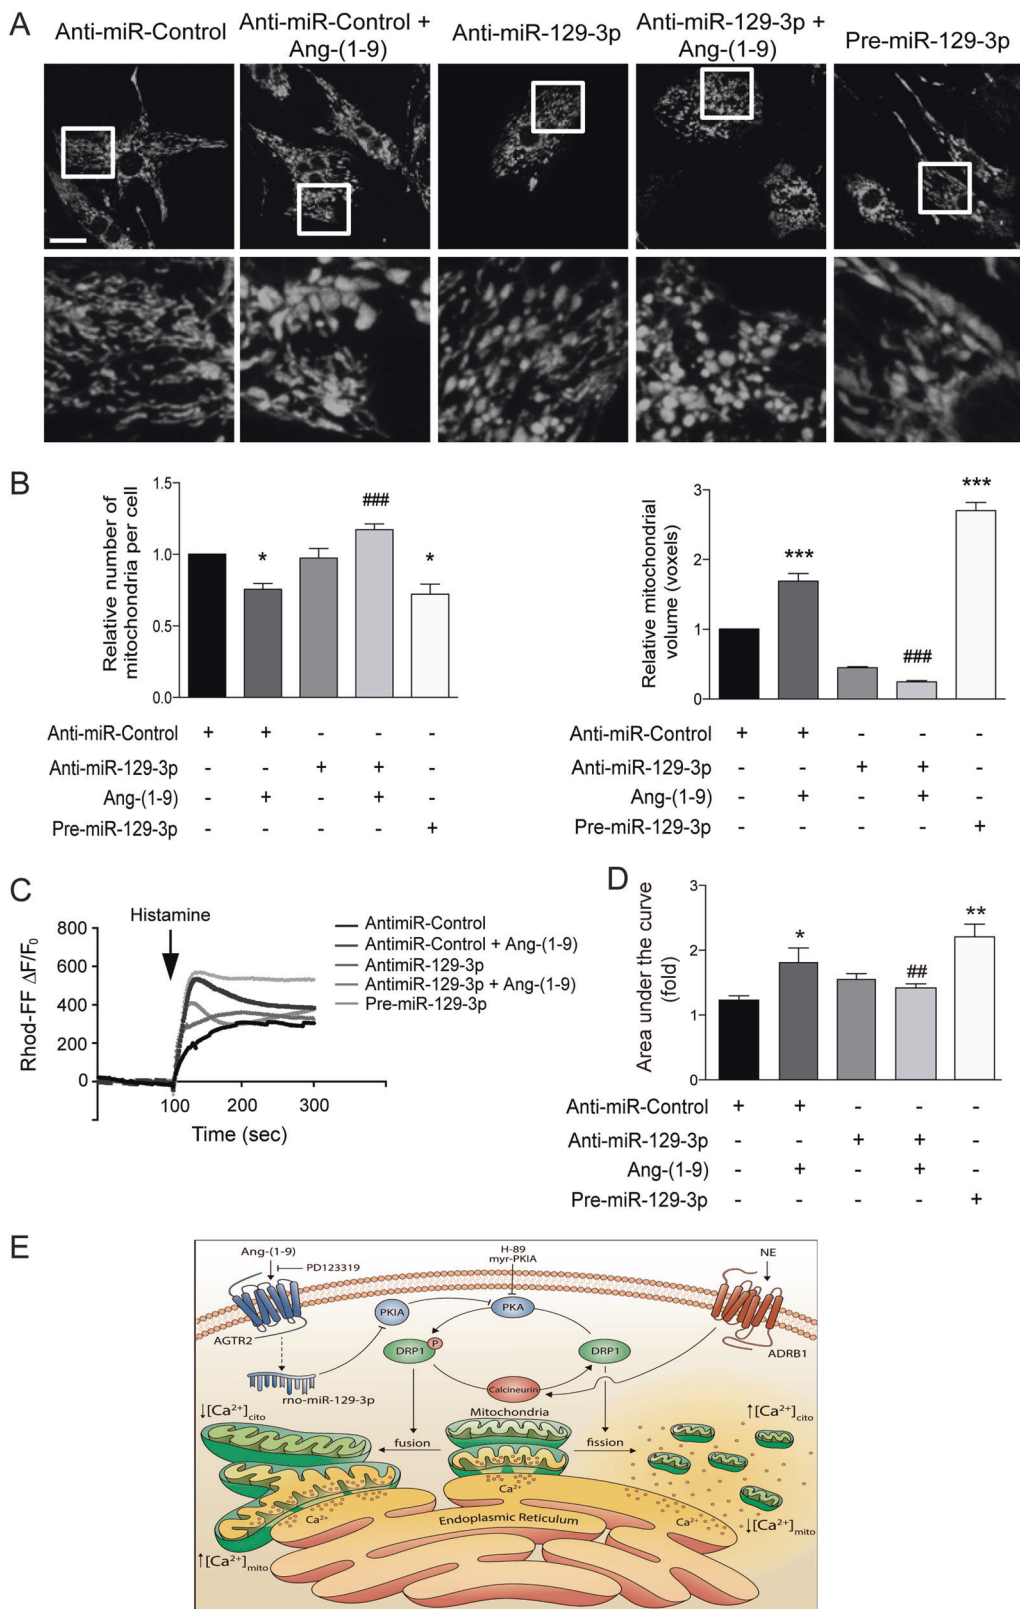 A
Anti-miR-Control
Anti-miR-Control +
Ang-(1-9)
Anti-miR-129-3p
Anti-miR-129-3p +
Ang-(1-9)
Pre-miR-129-3p
B
Relative number of
mitochondria per cell
1.5
1.0
0.5
0.0
*
###
*
Anti-miR-Control + + - - -
Anti-miR-129-3p - - + + -
Ang-(1-9) - + - + -
Pre-miR-129-3p - - - - +
Relative mitochondrial
volume (voxels)
3
2
1
0
***
###
***
Anti-miR-Control + + - - -
Anti-miR-129-3p - - + + -
Ang-(1-9) - + - + -
Pre-miR-129-3p - - - - +
C
Histamine
Rhod-FF ΔF/F₀
800
600
400
200
0
100 200 300
Time (sec)
AntimiR-Control
AntimiR-Control + Ang-(1-9)
AntimiR-129-3p
AntimiR-129-3p + Ang-(1-9)
Pre-miR-129-3p
D
Area under the curve
(fold)
3
2
1
0
*
##
**
Anti-miR-Control + + - - -
Anti-miR-129-3p - - + + -
Ang-(1-9) - + - + -
Pre-miR-129-3p - - - - +
E
Ang-(1-9)
PD123319
AGTR2
rno-miR-129-3p
H-89
myr-PKIA
PKIA
PKA
NE
ADRB1
DRP1
P
DRP1
Calcineurin
Mitochondria
fusion
fission
↓[Ca²⁺]cito
↑[Ca²⁺]cito
Ca²⁺
Ca²⁺
Ca²⁺
Endoplasmic Reticulum
↑[Ca²⁺]mito
↓[Ca²⁺]mito